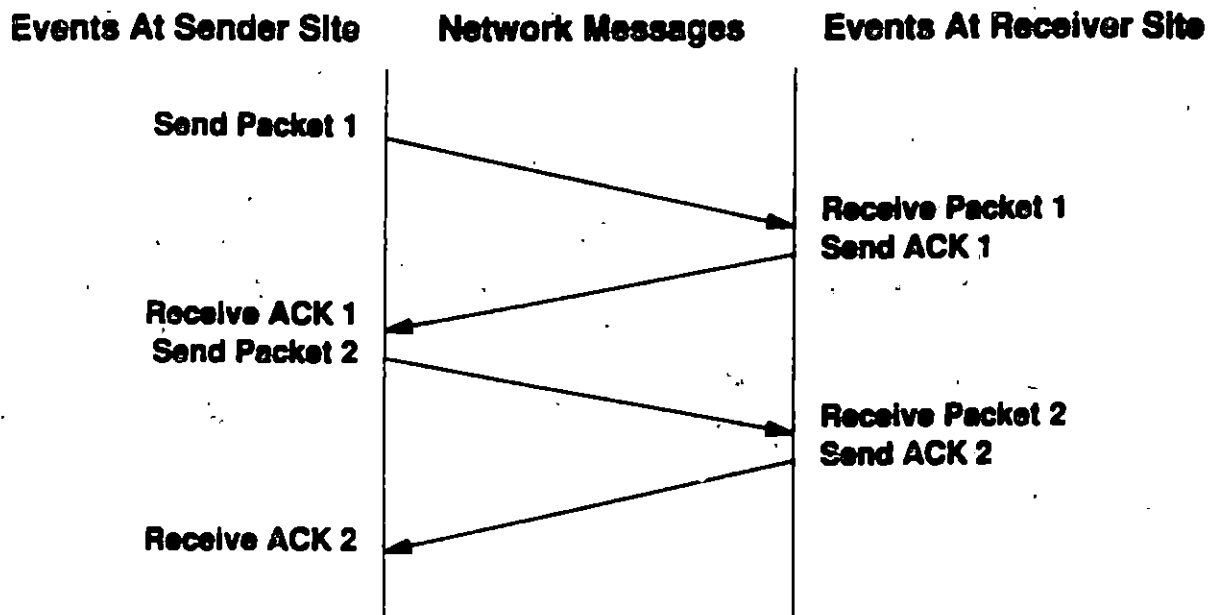 Events At Sender Site
Network Messages
Events At Receiver Site
Send Packet 1
Receive Packet 1
Send ACK 1
Receive ACK 1
Send Packet 2
Receive Packet 2
Send ACK 2
Receive ACK 2